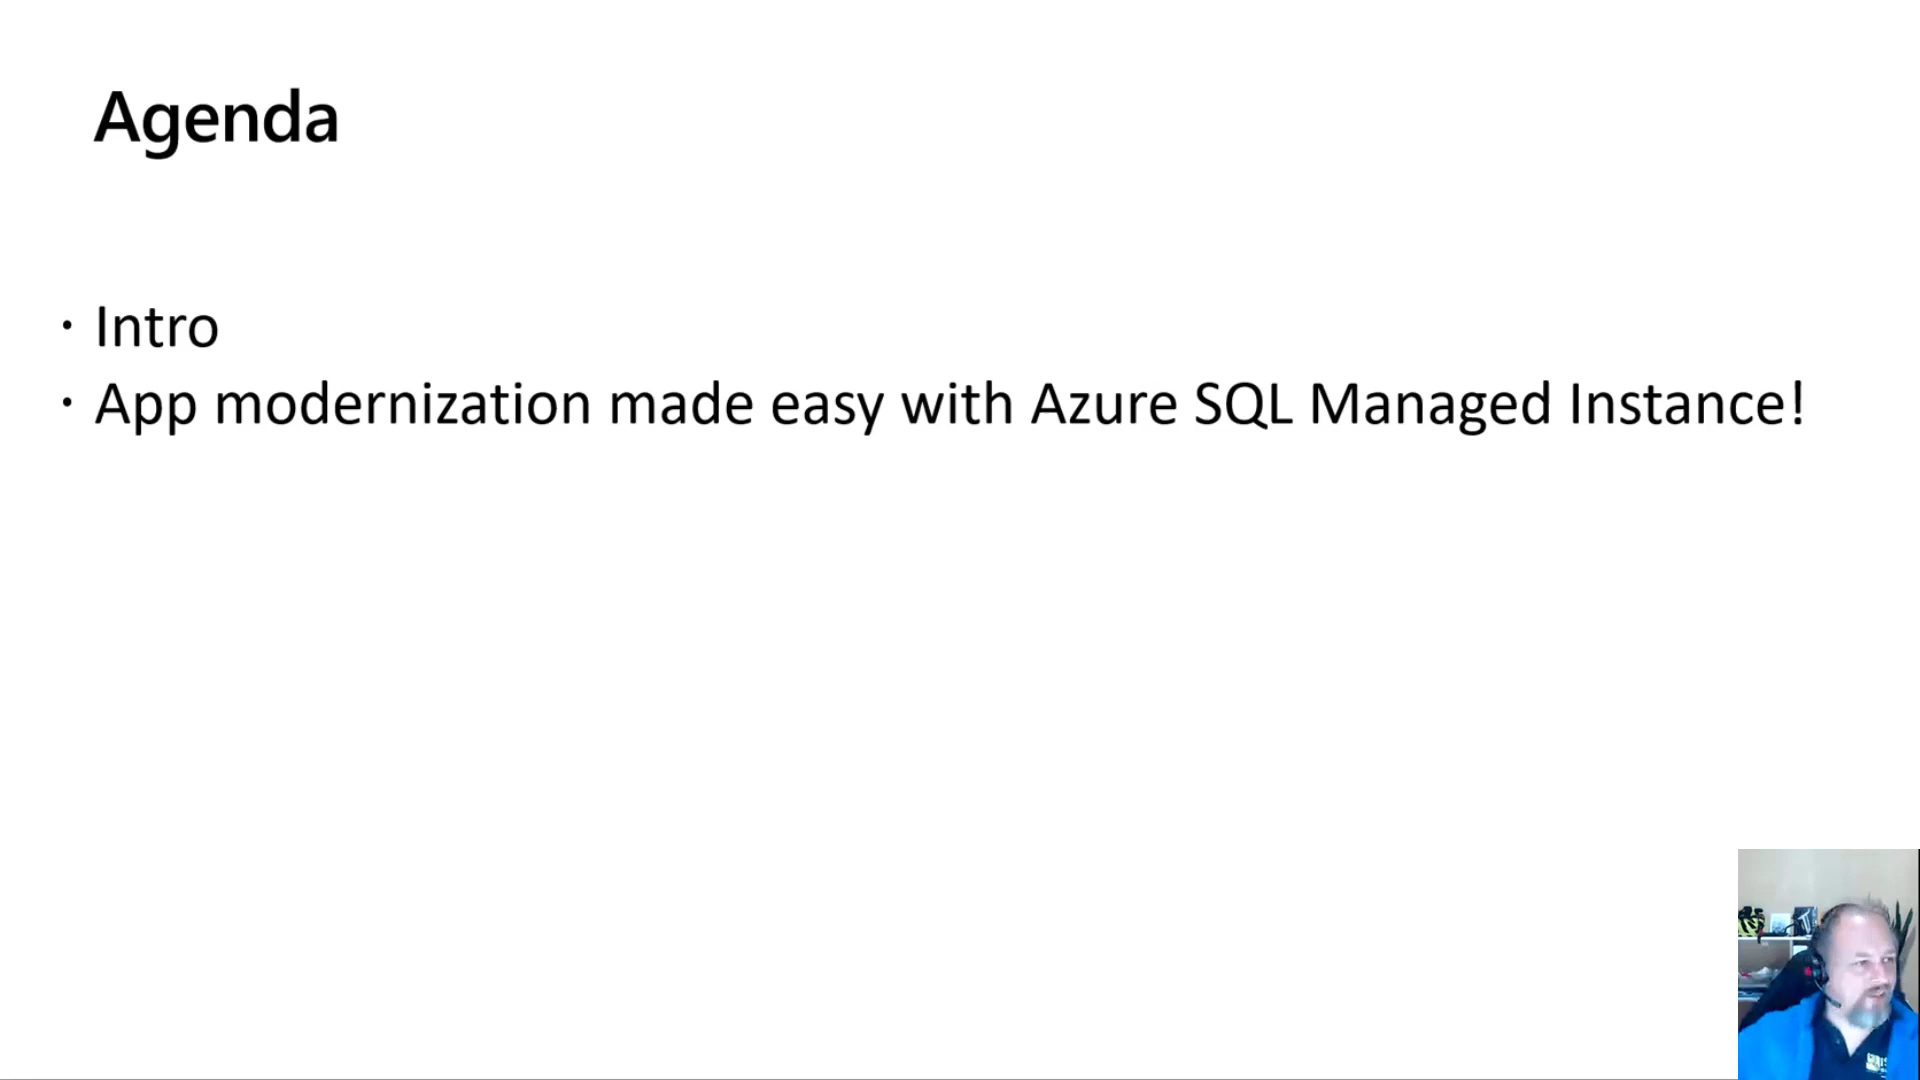 Agenda
· Intro
· App modernization made easy with Azure SQL Managed Instance!